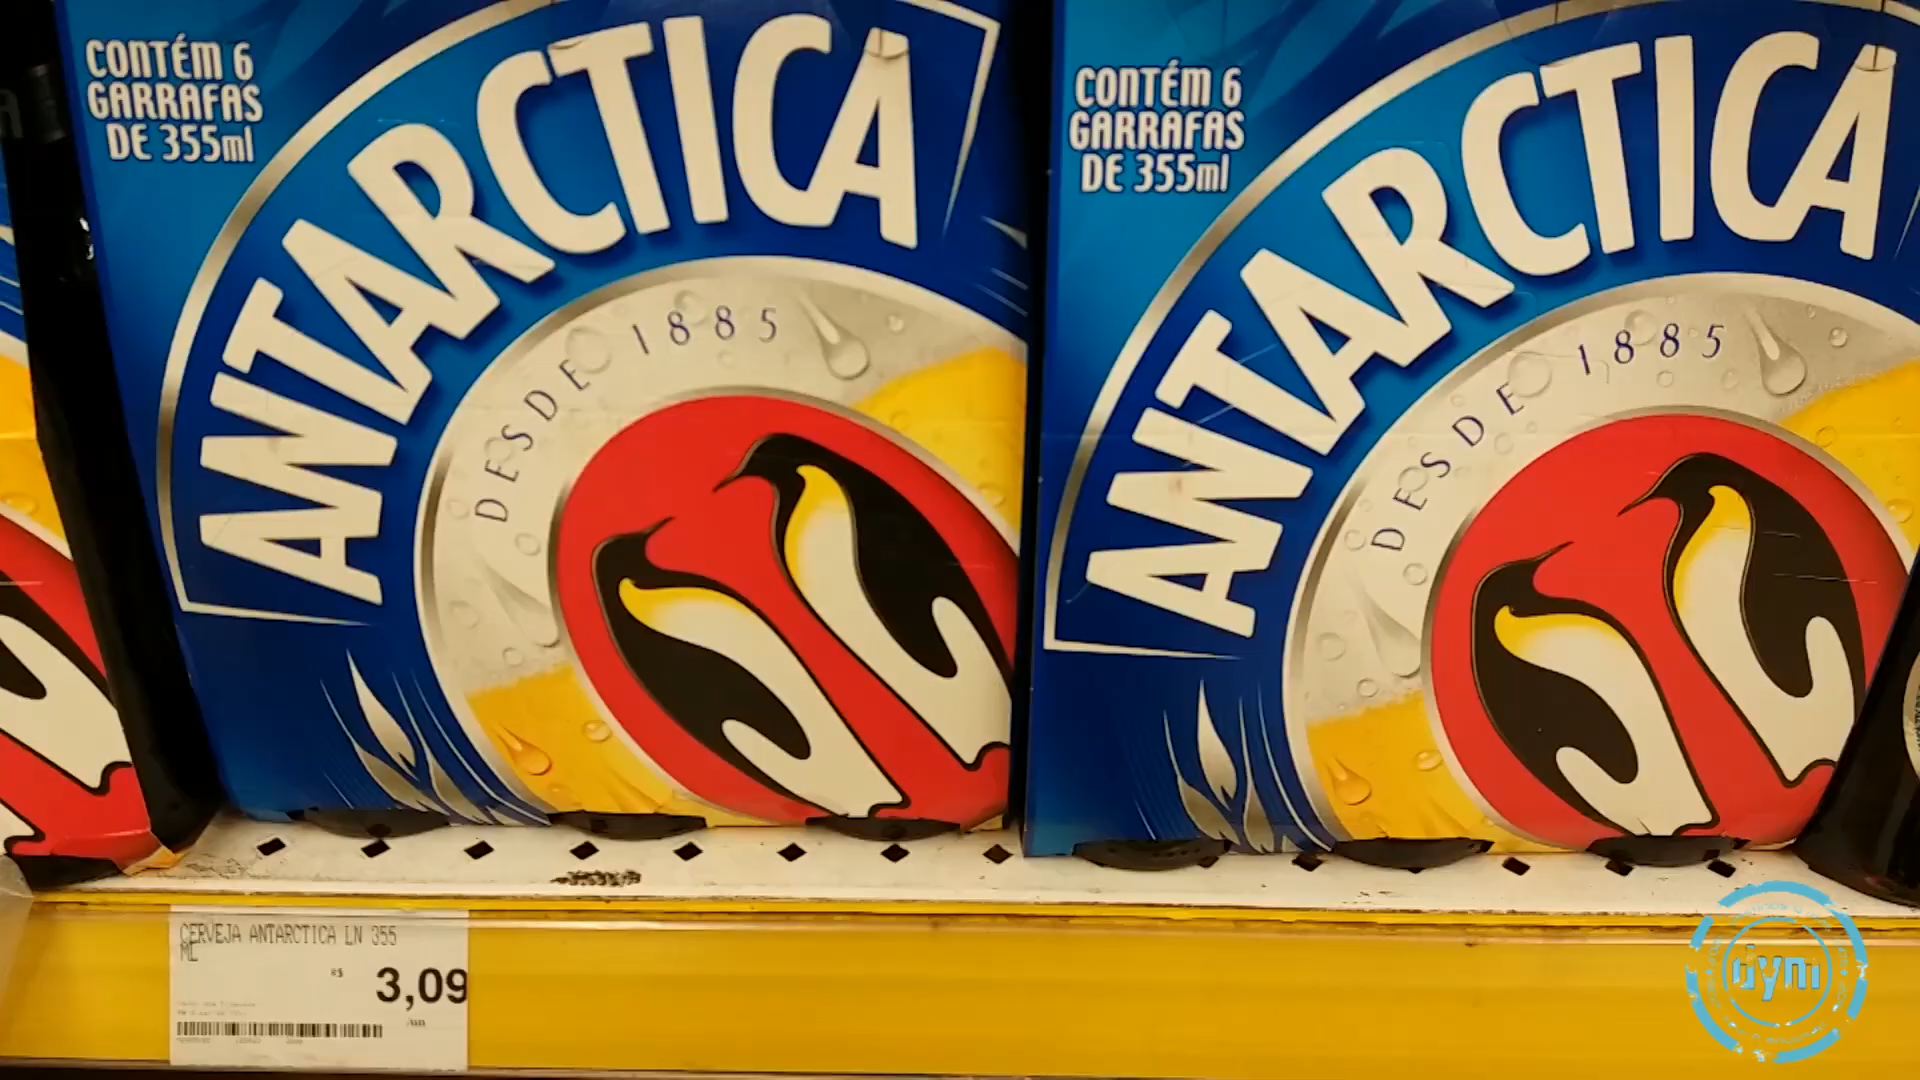 CONTÉM 6
GARRAFAS
DE 355ml
ANTARCTICA
DESDE 1885
CONTÉM 6
GARRAFAS
DE 355ml
ANTARCTICA
DESDE 1885
CERVEJA ANTARCTICA LN 355
ML
R$ 3,09
dym